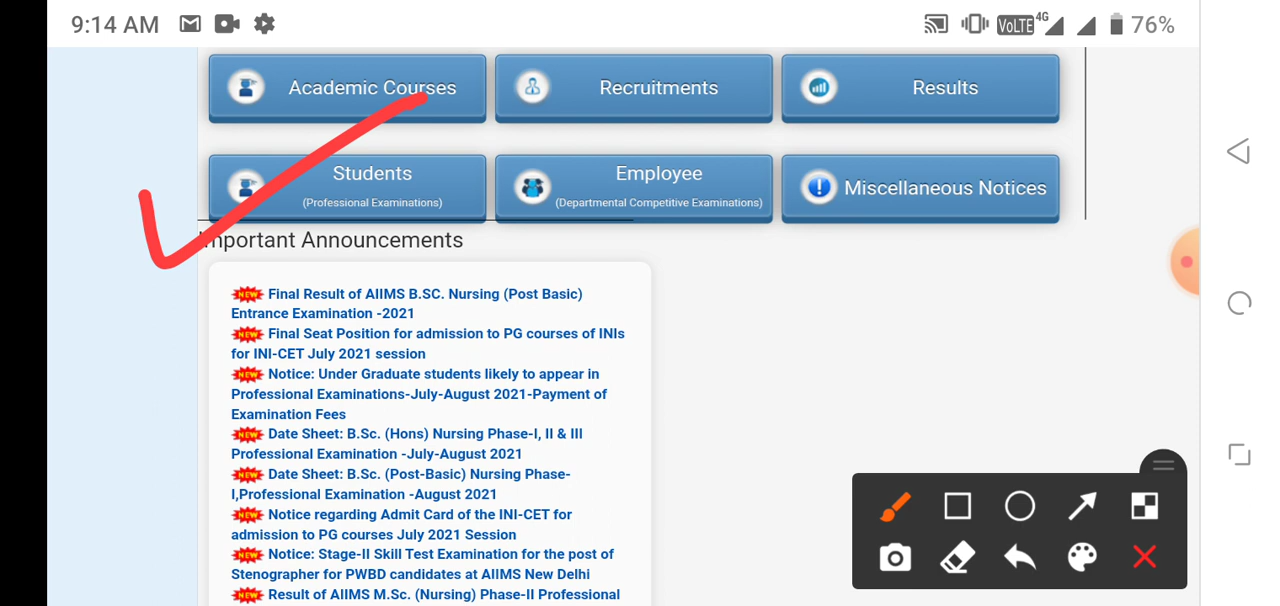 9:14 AM VoLTE 4G 76%
Academic Courses Recruitments Results
Students Employee Miscellaneous Notices
(Professional Examinations) (Departmental Competitive Examinations)
Important Announcements
NEW Final Result of AIIMS B.SC. Nursing (Post Basic)
Entrance Examination -2021
NEW Final Seat Position for admission to PG courses of INIs
for INI-CET July 2021 session
NEW Notice: Under Graduate students likely to appear in
Professional Examinations-July-August 2021-Payment of
Examination Fees
NEW Date Sheet: B.Sc. (Hons) Nursing Phase-I, II & III
Professional Examination -July-August 2021
NEW Date Sheet: B.Sc. (Post-Basic) Nursing Phase-
I,Professional Examination -August 2021
NEW Notice regarding Admit Card of the INI-CET for
admission to PG courses July 2021 Session
NEW Notice: Stage-II Skill Test Examination for the post of
Stenographer for PWBD candidates at AIIMS New Delhi
NEW Result of AIIMS M.Sc. (Nursing) Phase-II Professional